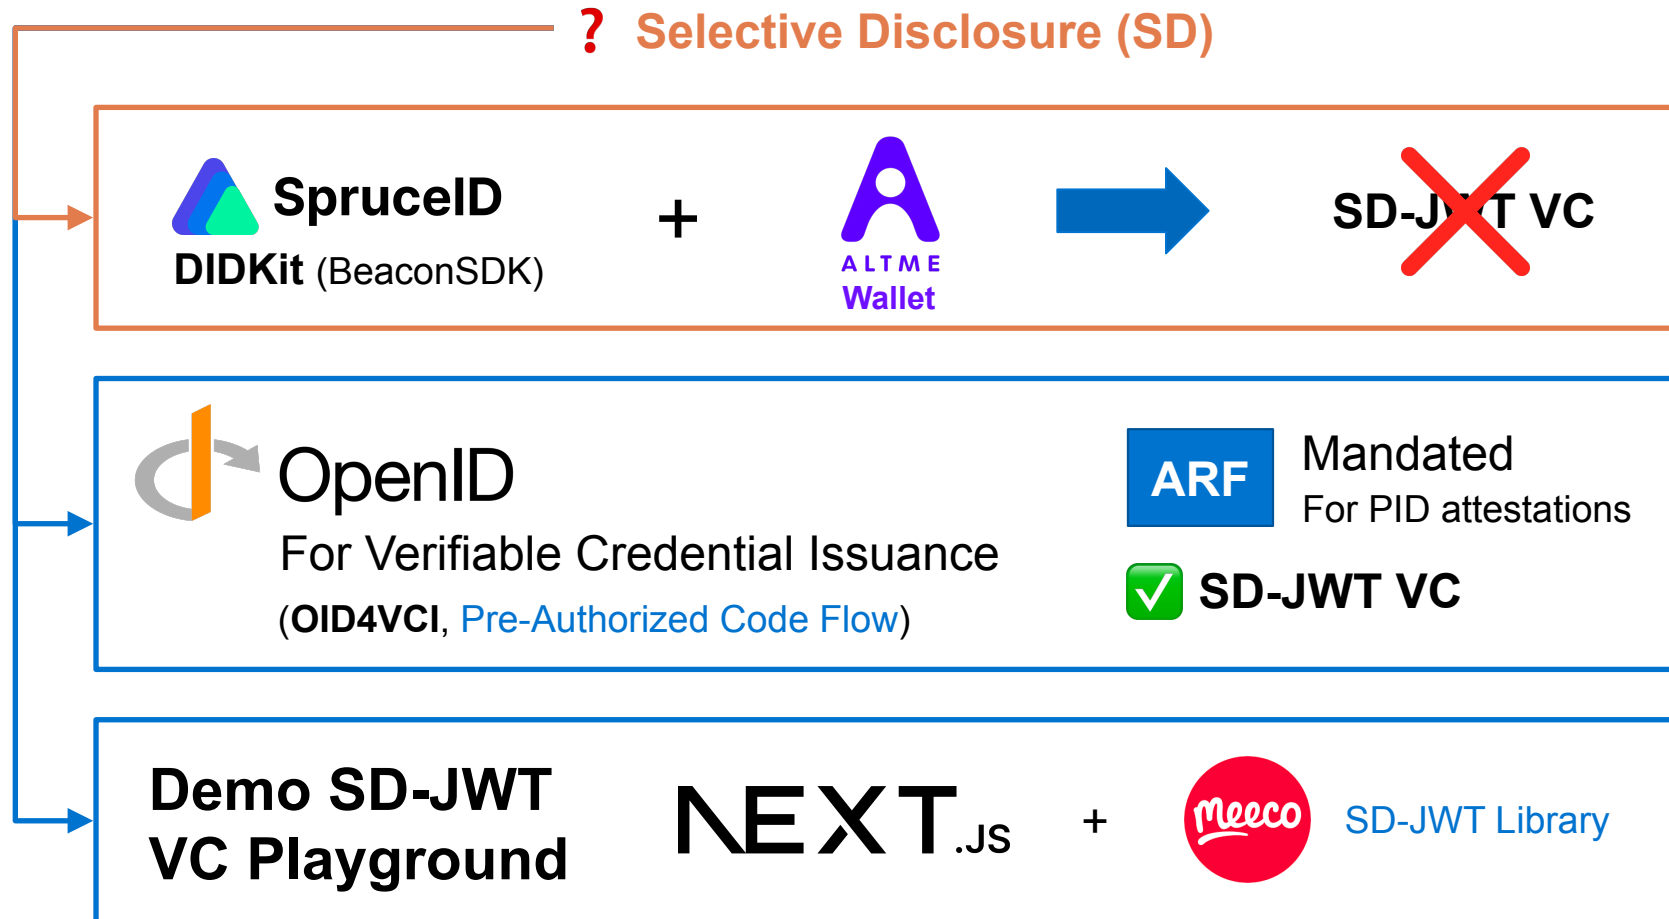 ? Selective Disclosure (SD)
SpruceID
DIDKit (BeaconSDK)
+
ALTME
Wallet
SD-JWT VC
OpenID
For Verifiable Credential Issuance
(OID4VCI, Pre-Authorized Code Flow)
ARF
Mandated
For PID attestations
SD-JWT VC
Demo SD-JWT
VC Playground
NEXT.JS
+
meeco
SD-JWT Library